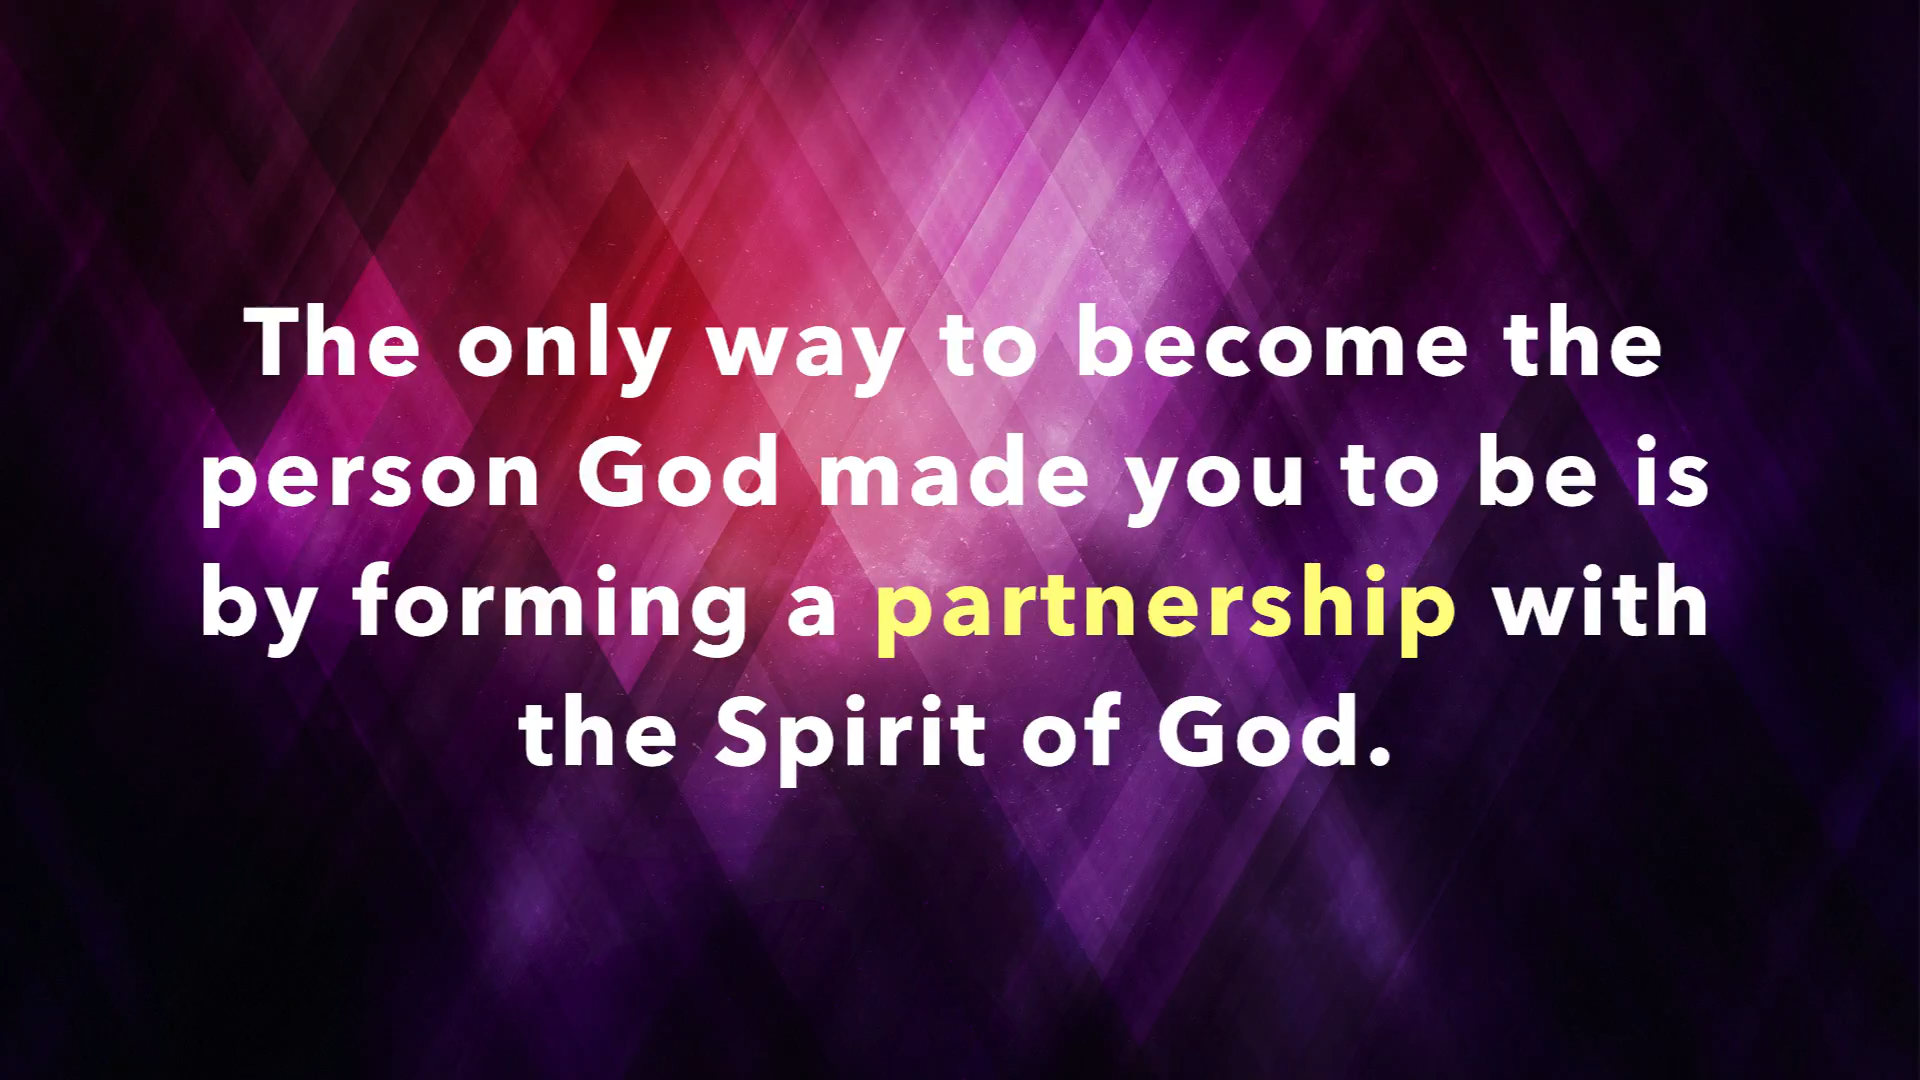 The only way to become the
person God made you to be is
by forming a partnership with
the Spirit of God.